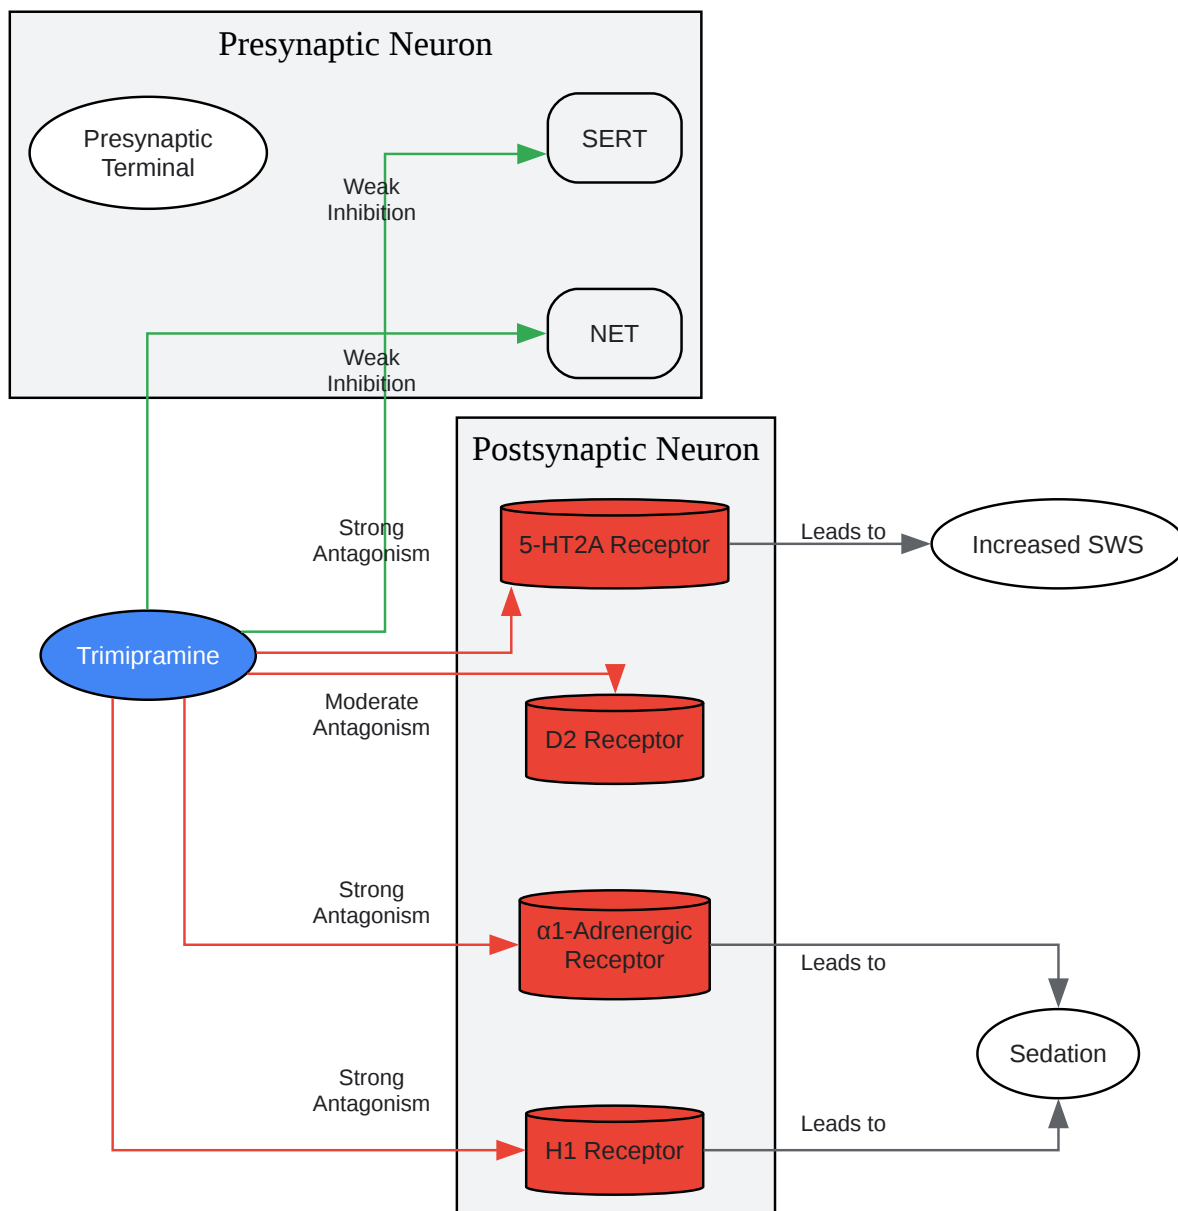 Presynaptic Neuron
Presynaptic
Terminal
SERT
Weak
Inhibition
NET
Weak
Inhibition
Postsynaptic Neuron
Strong
Antagonism
5-HT2A Receptor
Leads to
Increased SWS
Trimipramine
Moderate
Antagonism
D2 Receptor
Strong
Antagonism
α1-Adrenergic
Receptor
Leads to
Sedation
Strong
Antagonism
H1 Receptor
Leads to